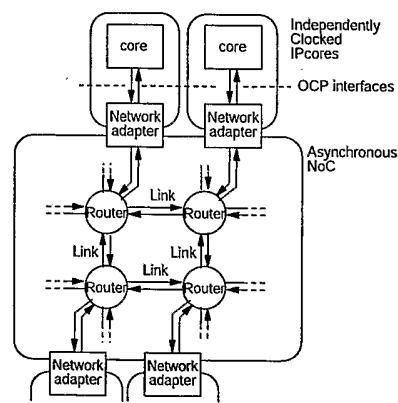 Independently
Clocked
IPcores
core
core
OCP interfaces
Network
adapter
Network
adapter
Asynchronous
NoC
Link
Router
Router
Link
Link
Link
Router
Router
Network
adapter
Network
adapter